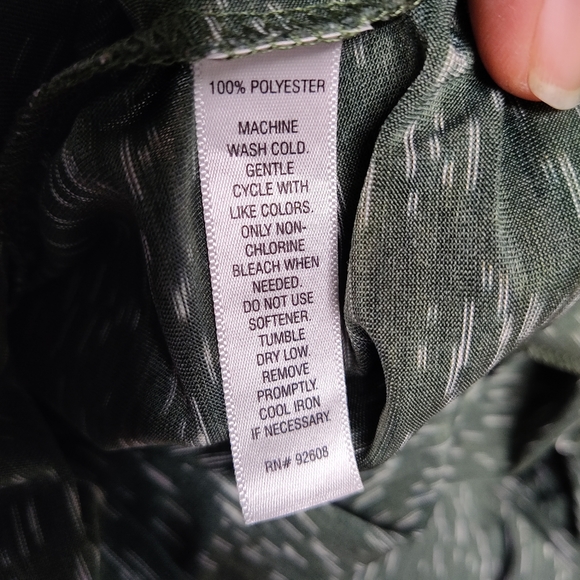 100% POLYESTER
MACHINE
WASH COLD.
GENTLE
CYCLE WITH
LIKE COLORS.
ONLY NON-
CHLORINE
BLEACH WHEN
NEEDED.
DO NOT USE
SOFTENER.
TUMBLE
DRY LOW.
REMOVE
PROMPTLY.
COOL IRON
IF NECESSARY.
RN# 92608